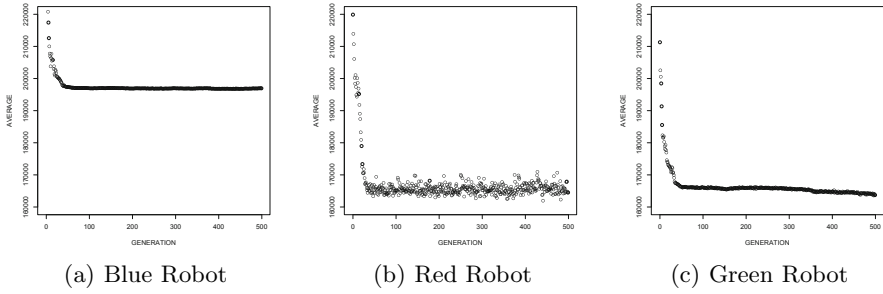 220000
210000
200000
190000
180000
170000
160000
AVERAGE
0 100 200 300 400 500
GENERATION
(a) Blue Robot
220000
210000
200000
190000
180000
170000
160000
AVERAGE
0 100 200 300 400 500
GENERATION
(b) Red Robot
220000
210000
200000
190000
180000
170000
160000
AVERAGE
0 100 200 300 400 500
GENERATION
(c) Green Robot